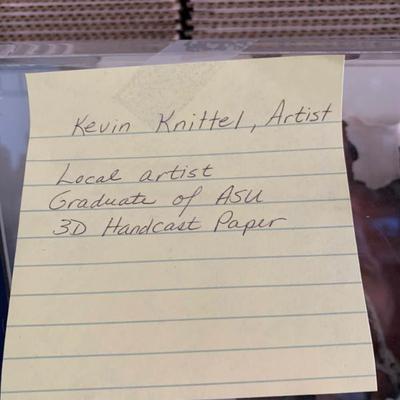 Kevin Knittel, Artist
Local artist
Graduate of ASU
3D Handcast Paper